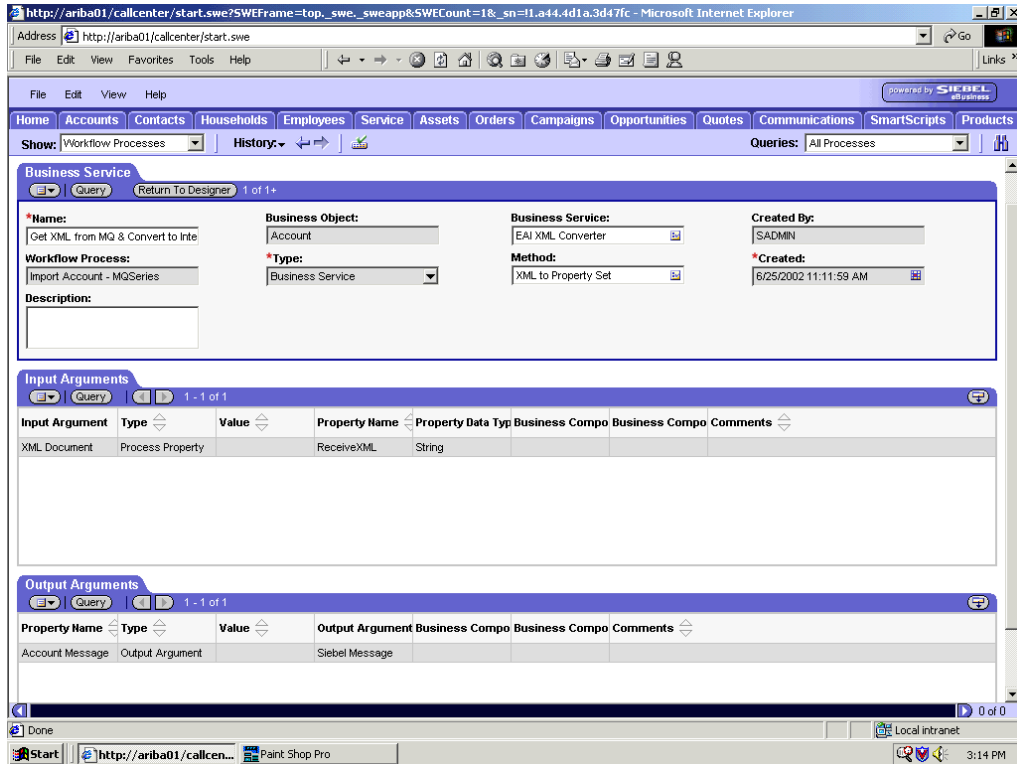 http://ariba01/callcenter/start.swe?SWEFrame=top._swe._sweapp&SWECount=1&_sn=!1.a44.4d1a.3d47fc - Microsoft Internet Explorer
Address http://ariba01/callcenter/start.swe Go
File Edit View Favorites Tools Help Links »
File Edit View Help powered by SIEBEL eBusiness
Home Accounts Contacts Households Employees Service Assets Orders Campaigns Opportunities Quotes Communications SmartScripts Products
Show: Workflow Processes History: Queries: All Processes
Business Service
Query Return To Designer 1 of 1+
*Name: Business Object: Business Service: Created By:
Get XML from MQ & Convert to Inte Account EAI XML Converter SADMIN
Workflow Process: *Type: Method: *Created:
Import Account - MQSeries Business Service XML to Property Set 6/25/2002 11:11:59 AM
Description:
Input Arguments
Query 1 - 1 of 1
Input Argument Type Value Property Name Property Data Typ Business Compo Business Compo Comments
XML Document Process Property ReceiveXML String
Output Arguments
Query 1 - 1 of 1
Property Name Type Value Output Argument Business Compo Business Compo Comments
Account Message Output Argument Siebel Message
0 of 0
Done Local intranet
Start http://ariba01/callcen... Paint Shop Pro 3:14 PM